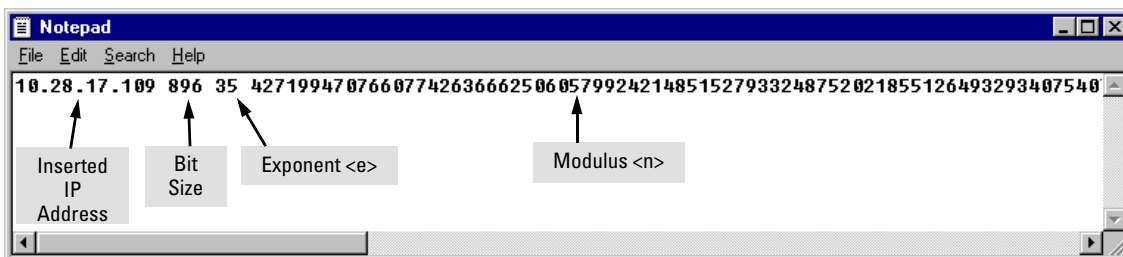 Notepad
File Edit Search Help
10.28.17.109 896 35 427199470766077426366625060579924214851527933248752021855126493293407540
Inserted IP Address
Bit Size
Exponent <e>
Modulus <n>